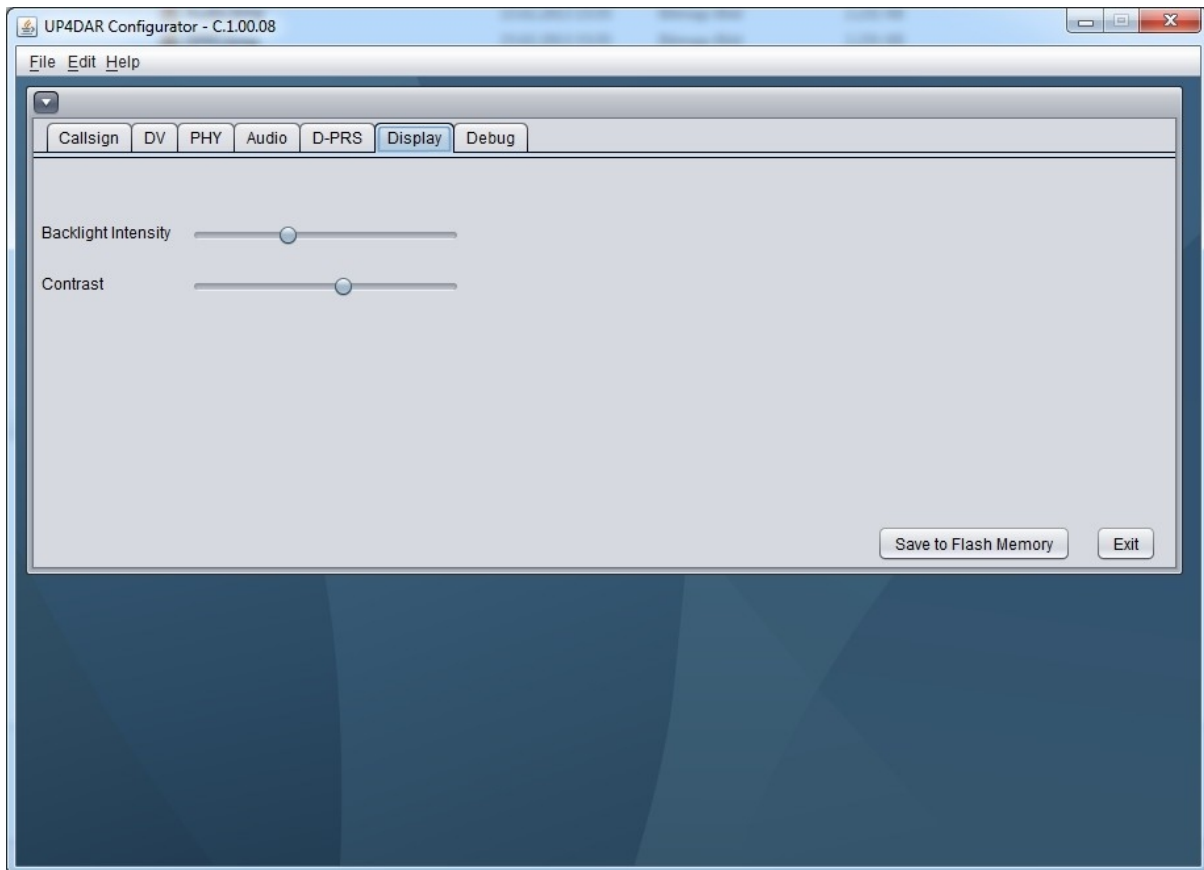 UP4DAR Configurator - C.1.00.08
File Edit Help
Callsign DV PHY Audio D-PRS Display Debug
Backlight Intensity
Contrast
Save to Flash Memory Exit